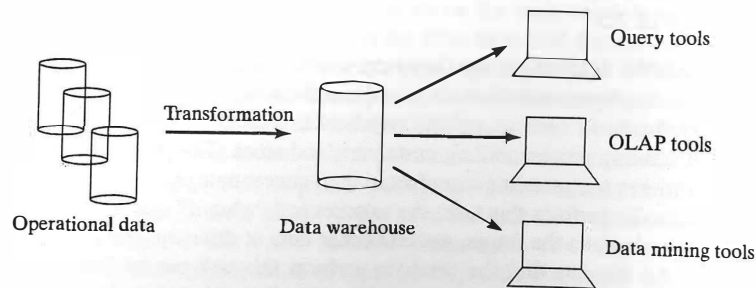 Query tools
Transformation
OLAP tools
Operational data
Data warehouse
Data mining tools